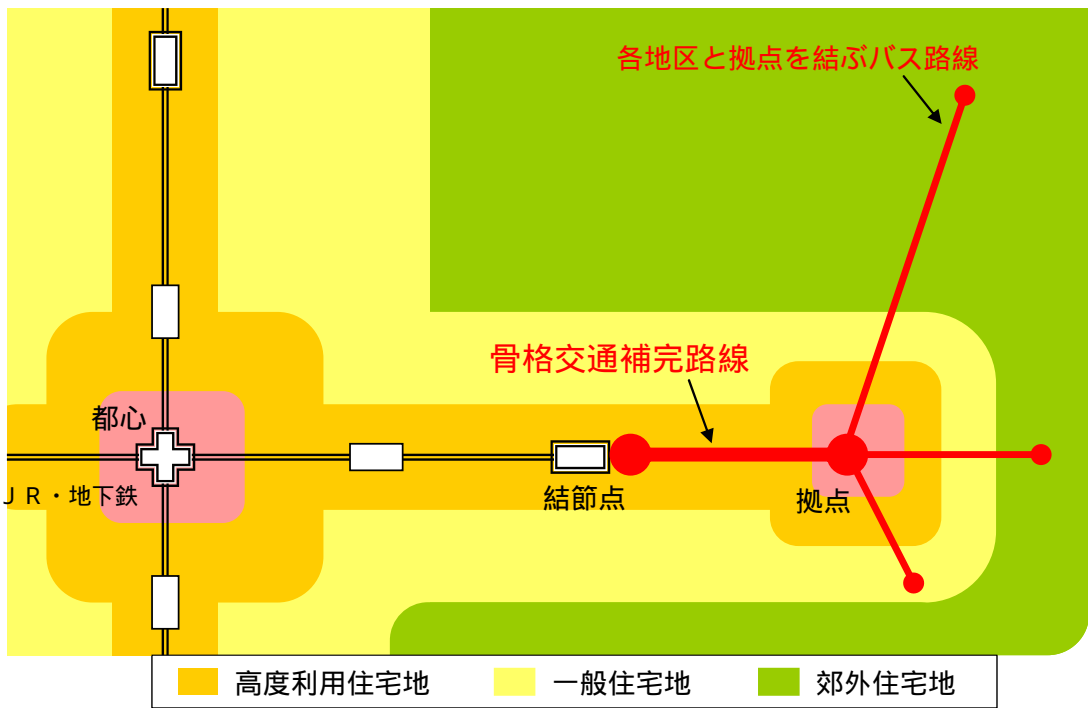 各地区と拠点を結ぶバス路線
骨格交通補完路線
都心
ＪＲ・地下鉄
結節点
拠点
高度利用住宅地
一般住宅地
郊外住宅地